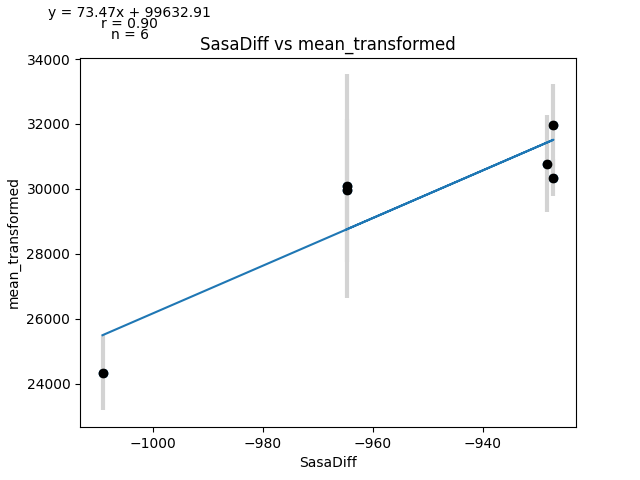 y = 73.47x + 99632.91
r = 0.90
n = 6
SasaDiff vs mean_transformed
34000
32000
30000
28000
26000
24000
mean_transformed
−1000
−980
−960
−940
SasaDiff